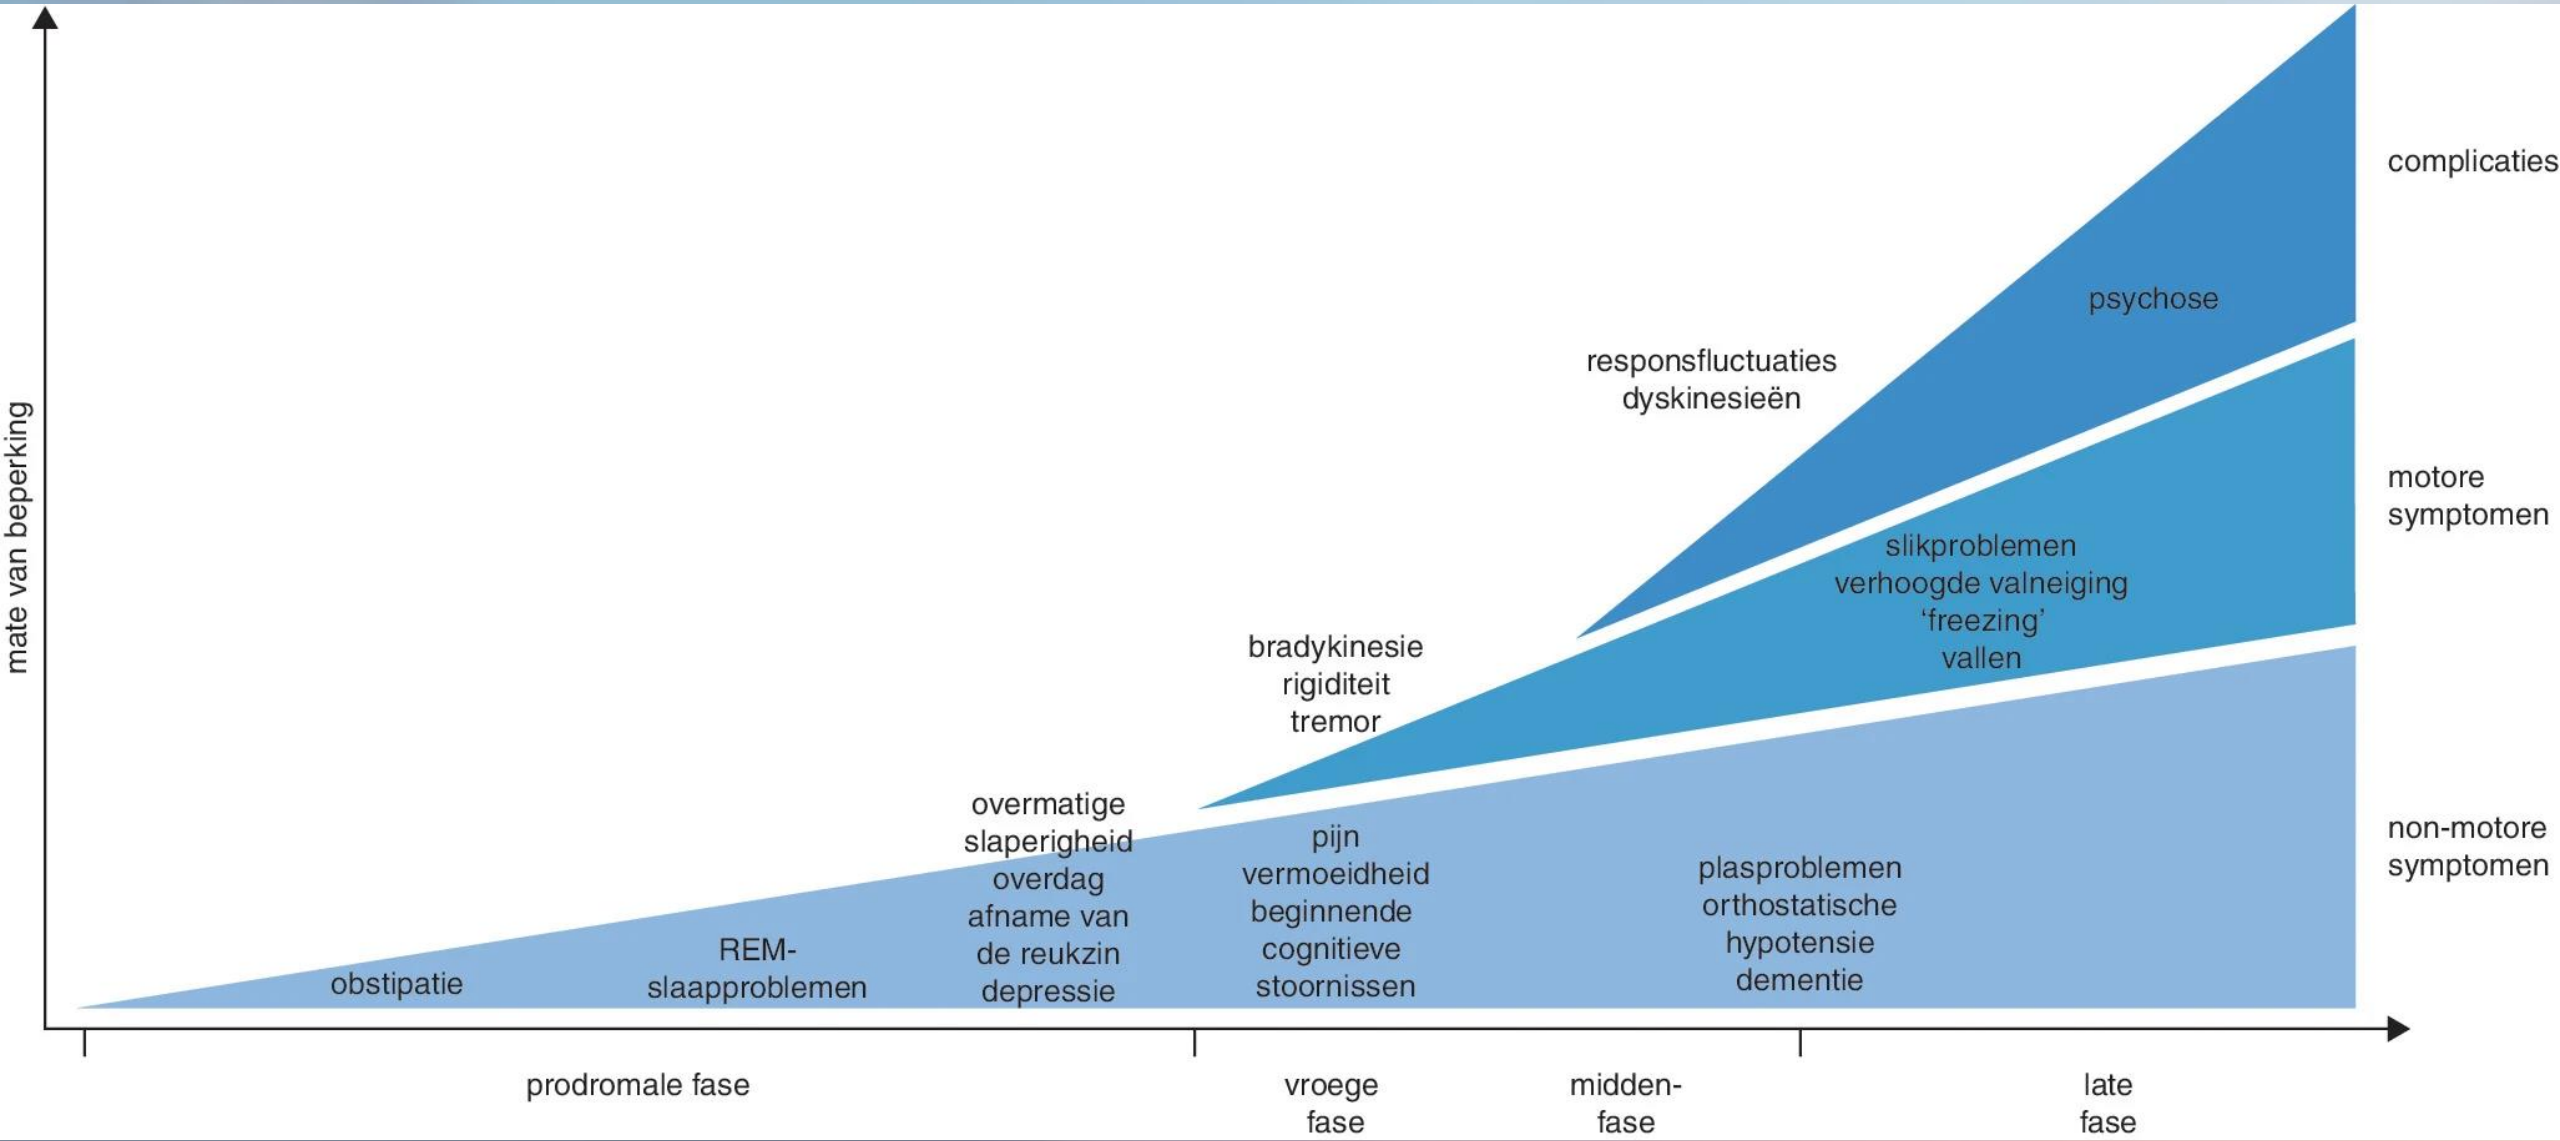 mate van beperking
complicaties
psychose
responsfluctuaties
dyskinesieën
motore
symptomen
slikproblemen
verhoogde valneiging
‘freezing’
vallen
bradykinesie
rigiditeit
tremor
non-motore
symptomen
obstipatie
REM-
slaapproblemen
overmatige
slaperigheid
overdag
afname van
de reukzin
depressie
pijn
vermoeidheid
beginnende
cognitieve
stoornissen
plasproblemen
orthostatische
hypotensie
dementie
prodromale fase
vroege
fase
midden-
fase
late
fase